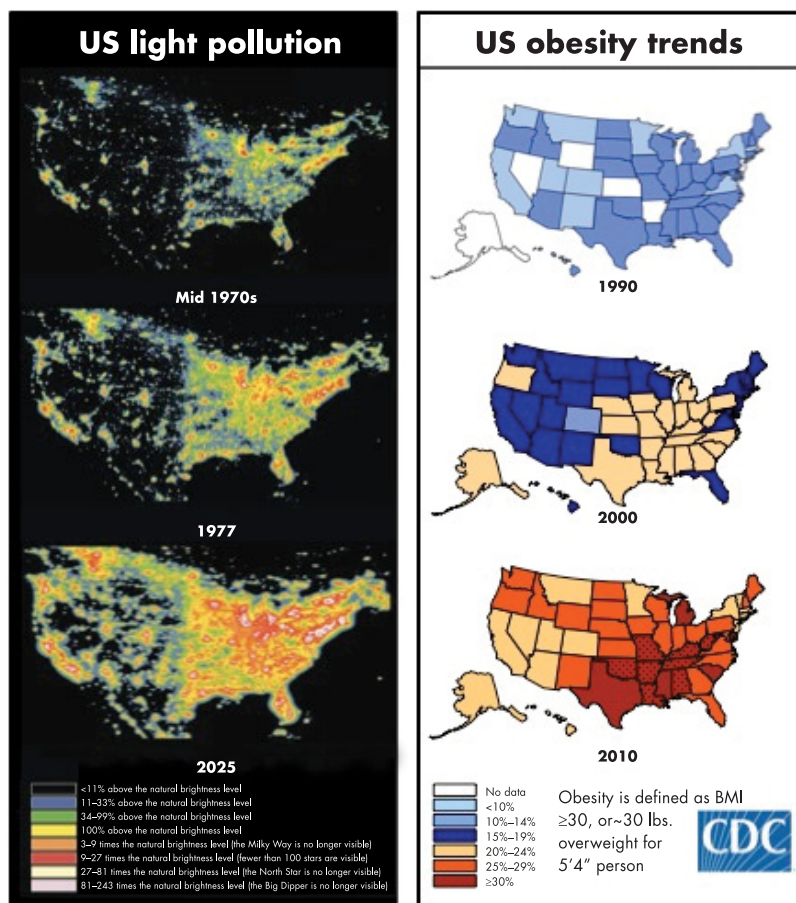 US light pollution
Mid 1970s
1977
2025
<11% above the natural brightness level
11–33% above the natural brightness level
34–99% above the natural brightness level
100% above the natural brightness level
3–9 times the natural brightness level (the Milky Way is no longer visible)
9–27 times the natural brightness level (fewer than 100 stars are visible)
27–81 times the natural brightness level (the North Star is no longer visible)
81–243 times the natural brightness level (the Big Dipper is no longer visible)
US obesity trends
1990
2000
2010
No data
<10%
10%–14%
15%–19%
20%–24%
25%–29%
≥30%
Obesity is defined as BMI
≥30, or~30 lbs.
overweight for
5'4" person
CDC